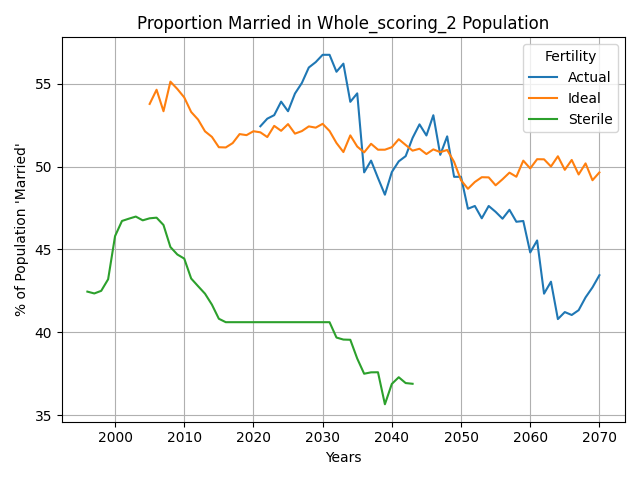 Proportion Married in Whole_scoring_2 Population
Fertility
Actual
Ideal
Sterile
% of Population 'Married'
55
50
45
40
35
2000 2010 2020 2030 2040 2050 2060 2070
Years